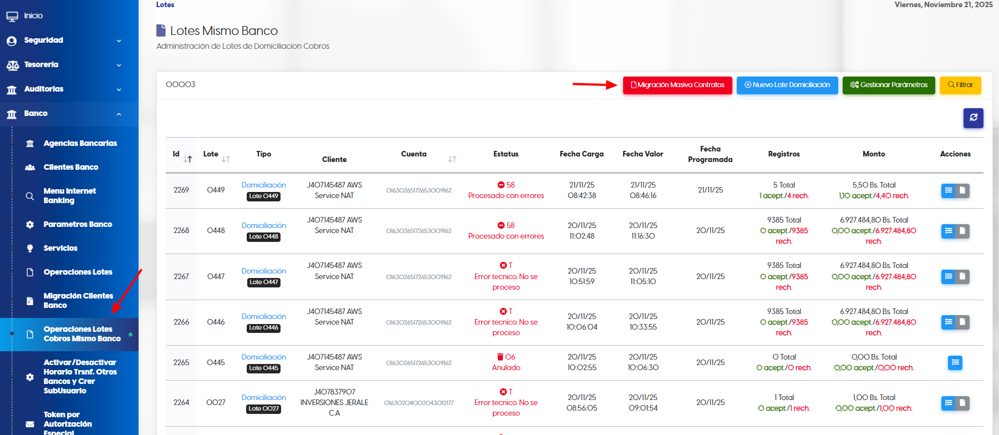 Inicio
Seguridad
Tesorería
Auditorias
Banco
Agencias Bancarias
Clientes Banco
Menu Internet
Banking
Parametros Banco
Servicios
Operaciones Lotes
Migración Clientes
Banco
Operaciones Lotes
Cobros Mismo Banco
Activar/Desactivar
Horario Trsnf. Otros
Bancos y Crer
SubUsuario
Token por
Autorización
Especial
Lotes
Viernes, Noviembre 21, 2025
Lotes Mismo Banco
Administración de Lotes de Domiciliacion Cobros
00003
Migración Masiva Contratos
Nuevo Lote Domiciliación
Gestionar Parámetros
Filtrar
Id Lote Tipo Cliente Cuenta Estatus Fecha Carga Fecha Valor Fecha Programada Registros Monto Acciones
2269 0449 Domiciliación J407145487 AWS 01630265172653009162 58 21/11/25 21/11/25 21/11/25 5 Total 5,50 Bs. Total
Lote 0449 Service NAT Procesado con errores 08:42:38 08:46:16 1 acept./4 rech. 1,10 acept./4,40 rech.
2268 0448 Domiciliación J407145487 AWS 01630265172653009162 58 20/11/25 20/11/25 20/11/25 9385 Total 6.927.484,80 Bs. Total
Lote 0448 Service NAT Procesado con errores 11:02:48 11:16:30 0 acept./9385 0,00 acept./6.927.484,80
rech. rech.
2267 0447 Domiciliación J407145487 AWS 01630265172653009162 T 20/11/25 20/11/25 20/11/25 9385 Total 6.927.484,80 Bs. Total
Lote 0447 Service NAT Error tecnico. No se 10:51:59 11:05:10 0 acept./9385 0,00 acept./6.927.484,80
proceso rech. rech.
2266 0446 Domiciliación J407145487 AWS 01630265172653009162 T 20/11/25 20/11/25 20/11/25 9385 Total 6.927.484,80 Bs. Total
Lote 0446 Service NAT Error tecnico. No se 10:06:04 10:33:55 0 acept./9385 0,00 acept./6.927.484,80
proceso rech. rech.
2265 0445 Domiciliación J407145487 AWS 01630265172653009162 06 20/11/25 20/11/25 20/11/25 0 Total 0,00 Bs. Total
Lote 0445 Service NAT Anulado 10:02:55 10:06:30 0 acept./0 rech. 0,00 acept./0,00 rech.
2264 0027 Domiciliación J407837907 01630204002043012177 T 20/11/25 20/11/25 20/11/25 1 Total 1,00 Bs. Total
Lote 0027 INVERSIONES JERALE Error tecnico. No se 08:56:05 09:01:54 0 acept./1 rech. 0,00 acept./1,00 rech.
C.A proceso